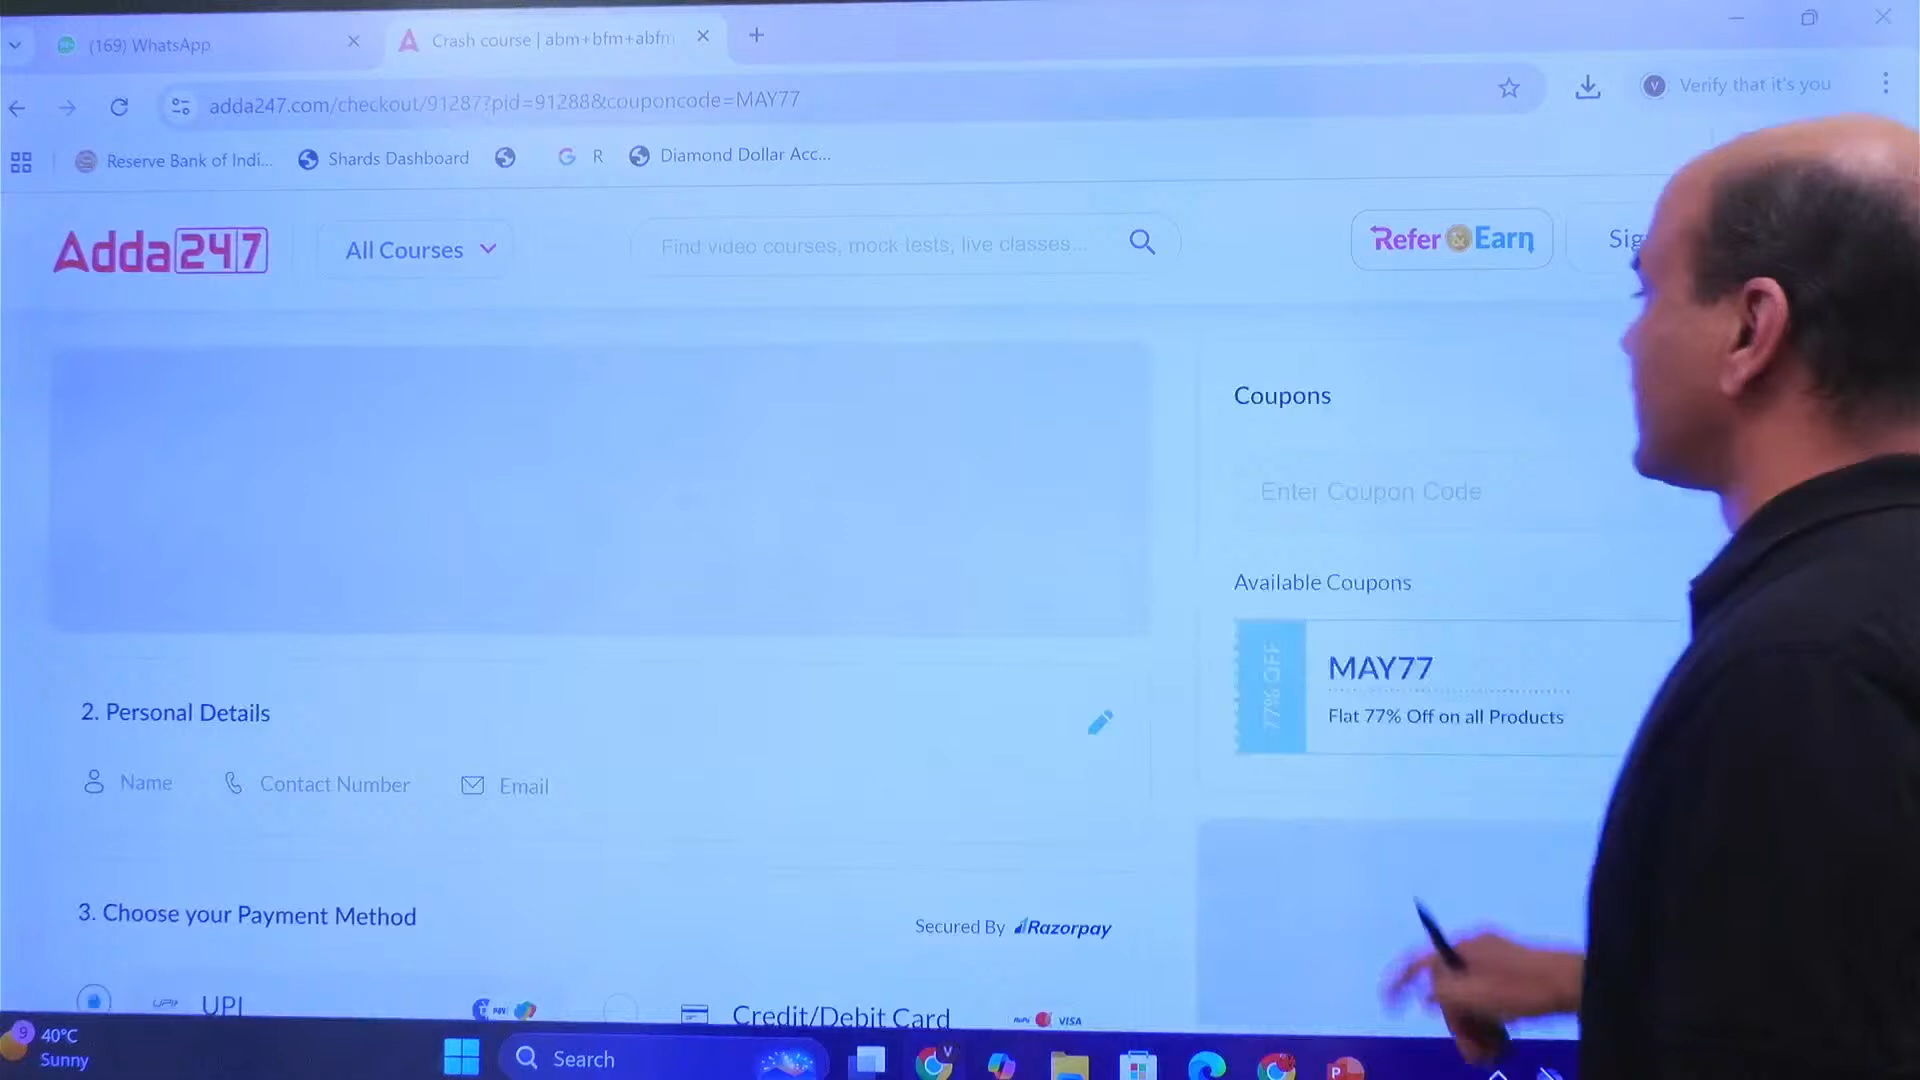 (169) WhatsApp
Crash course | abm+bfm+abfm
adda247.com/checkout/91287?pid=91288&couponcode=MAY77
Verify that it's you
Reserve Bank of Indi...
Shards Dashboard
R
Diamond Dollar Acc...
Adda247
All Courses
Find video courses, mock tests, live classes...
Refer & Earn
Sig
Coupons
Enter Coupon Code
Available Coupons
77% OFF
MAY77
Flat 77% Off on all Products
2. Personal Details
Name
Contact Number
Email
3. Choose your Payment Method
Secured By Razorpay
UPI
UPI
Credit/Debit Card
VISA
9
40°C
Sunny
Search
V